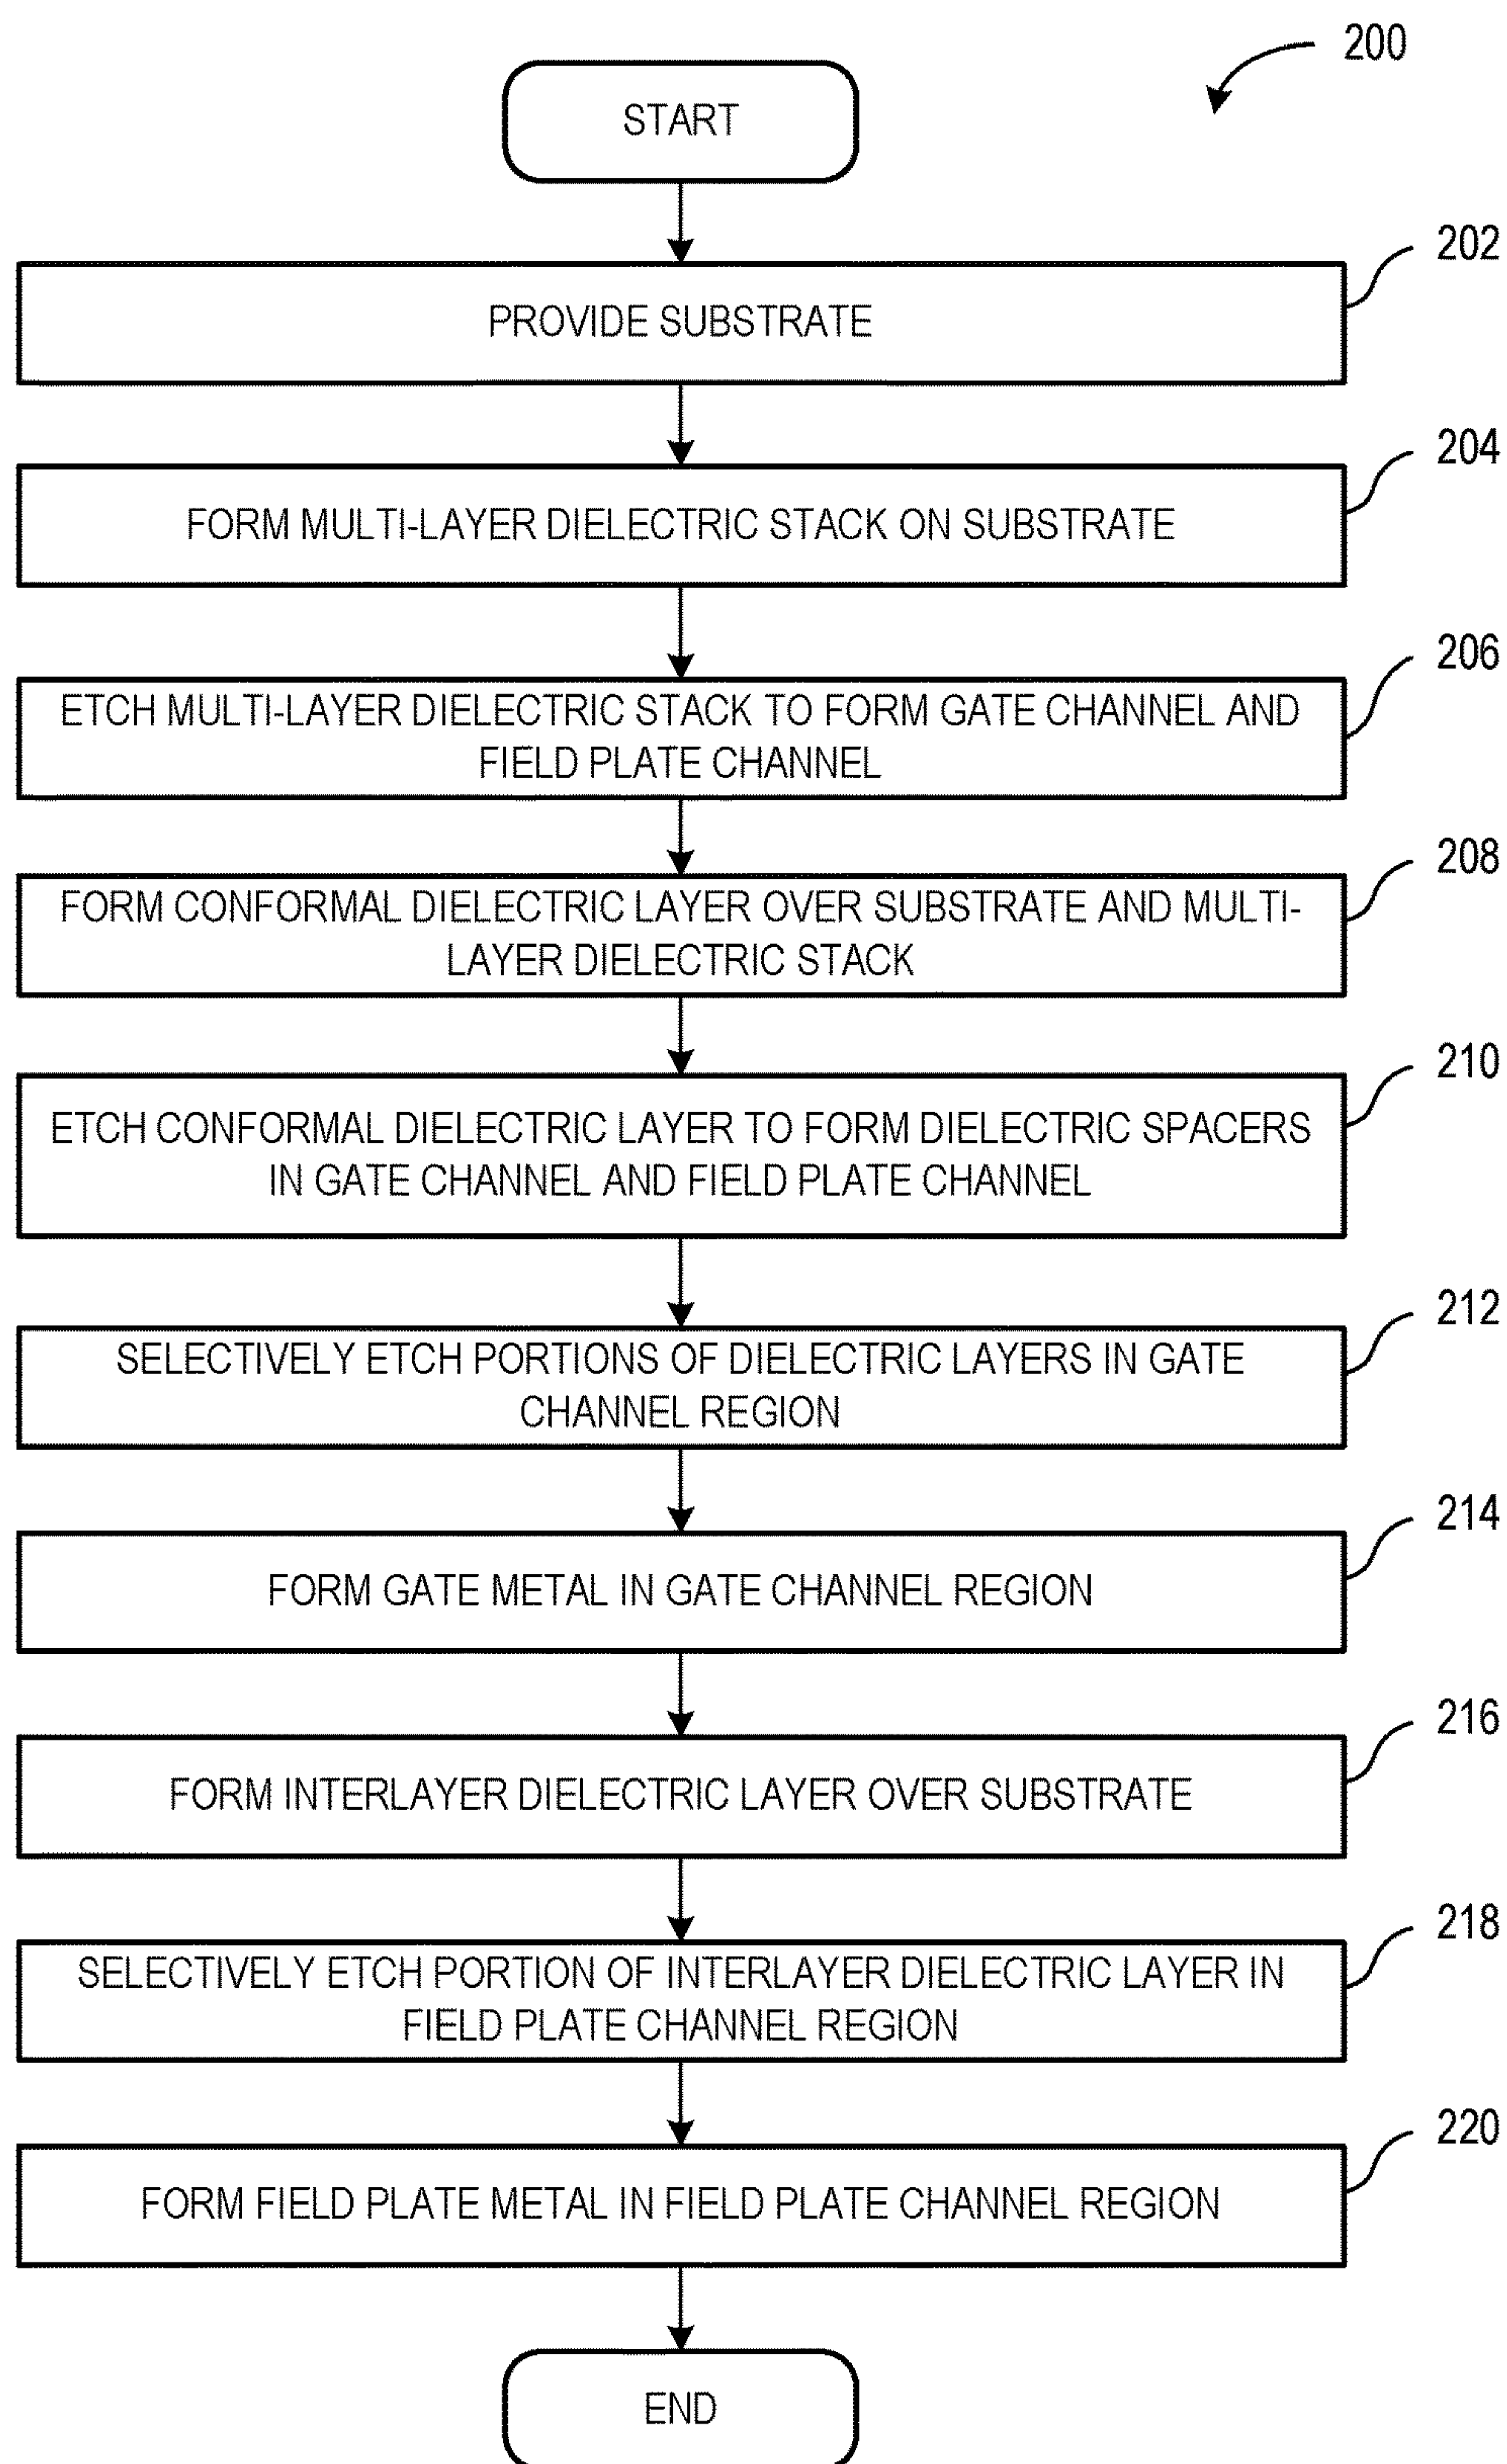 200
START
202
PROVIDE SUBSTRATE
204
FORM MULTI-LAYER DIELECTRIC STACK ON SUBSTRATE
206
ETCH MULTI-LAYER DIELECTRIC STACK TO FORM GATE CHANNEL AND
FIELD PLATE CHANNEL
208
FORM CONFORMAL DIELECTRIC LAYER OVER SUBSTRATE AND MULTI-
LAYER DIELECTRIC STACK
210
ETCH CONFORMAL DIELECTRIC LAYER TO FORM DIELECTRIC SPACERS
IN GATE CHANNEL AND FIELD PLATE CHANNEL
212
SELECTIVELY ETCH PORTIONS OF DIELECTRIC LAYERS IN GATE
CHANNEL REGION
214
FORM GATE METAL IN GATE CHANNEL REGION
216
FORM INTERLAYER DIELECTRIC LAYER OVER SUBSTRATE
218
SELECTIVELY ETCH PORTION OF INTERLAYER DIELECTRIC LAYER IN
FIELD PLATE CHANNEL REGION
220
FORM FIELD PLATE METAL IN FIELD PLATE CHANNEL REGION
END